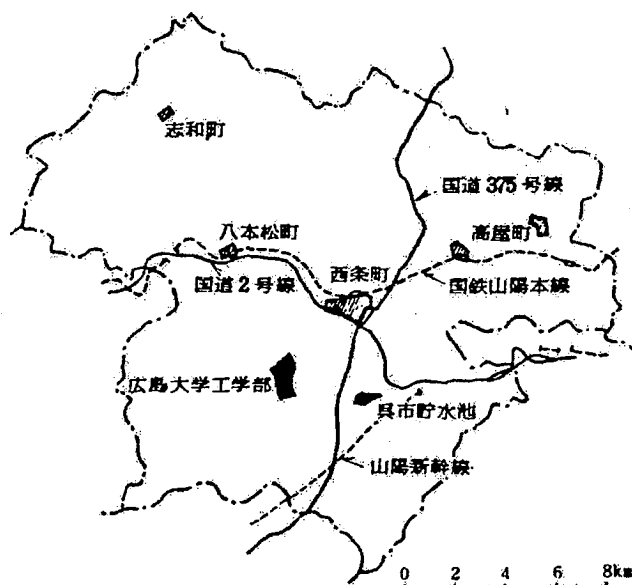 志和町
国道375号線
八本松町
高屋町
西条町
国道2号線
国鉄山陽本線
広島大学工学部
呉市貯水池
山陽新幹線
0 2 4 6 8km